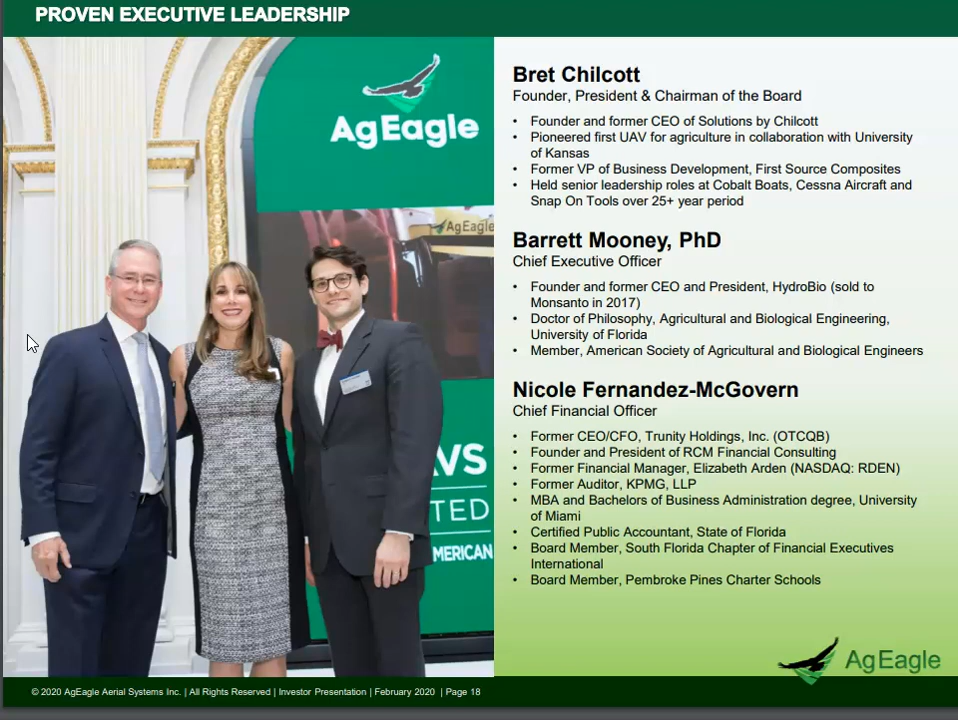 PROVEN EXECUTIVE LEADERSHIP
AgEagle
AgEagle
AVS
TED
MERICAN
Bret Chilcott
Founder, President & Chairman of the Board
• Founder and former CEO of Solutions by Chilcott
• Pioneered first UAV for agriculture in collaboration with University
of Kansas
• Former VP of Business Development, First Source Composites
• Held senior leadership roles at Cobalt Boats, Cessna Aircraft and
Snap On Tools over 25+ year period
Barrett Mooney, PhD
Chief Executive Officer
• Founder and former CEO and President, HydroBio (sold to
Monsanto in 2017)
• Doctor of Philosophy, Agricultural and Biological Engineering,
University of Florida
• Member, American Society of Agricultural and Biological Engineers
Nicole Fernandez-McGovern
Chief Financial Officer
• Former CEO/CFO, Trunity Holdings, Inc. (OTCQB)
• Founder and President of RCM Financial Consulting
• Former Financial Manager, Elizabeth Arden (NASDAQ: RDEN)
• Former Auditor, KPMG, LLP
• MBA and Bachelors of Business Administration degree, University
of Miami
• Certified Public Accountant, State of Florida
• Board Member, South Florida Chapter of Financial Executives
International
• Board Member, Pembroke Pines Charter Schools
AgEagle
© 2020 AgEagle Aerial Systems Inc. | All Rights Reserved | Investor Presentation | February 2020 | Page 18